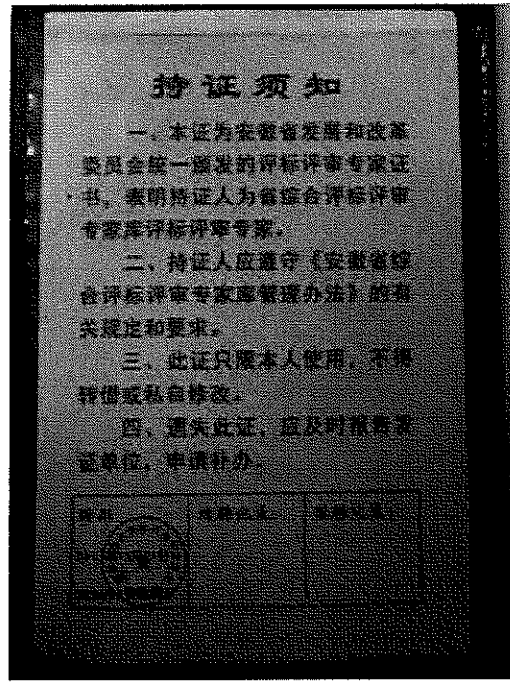 持证须知
一、本证为安徽省发展和改革
委员会统一颁发的评标评审专家证
书，表明持证人为省综合评标评审
专家库评标评审专家。
二、持证人应遵守《安徽省综
合评标评审专家库管理办法》的有
关规定和要求。
三、此证只限本人使用，不得
转借或私自修改。
四、遗失此证，应及时报告发
证单位，申请补办。